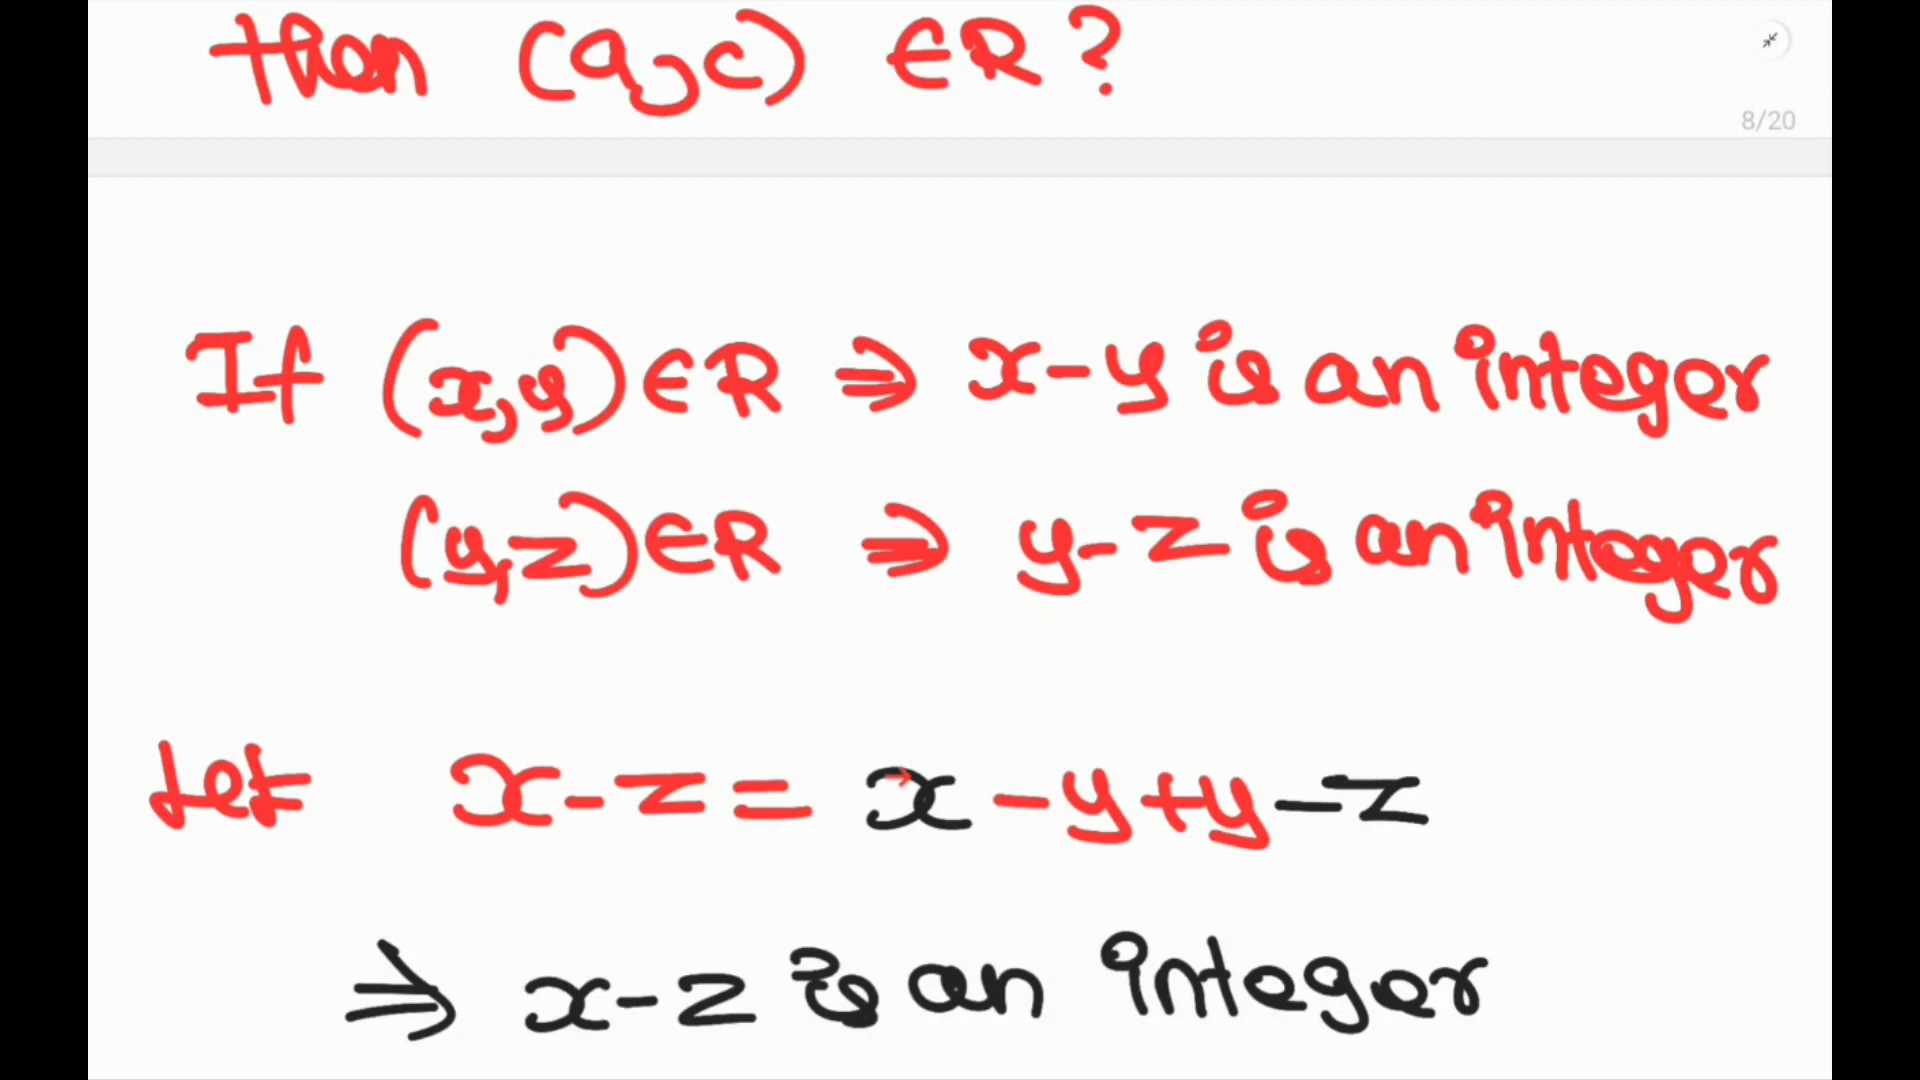 then (a,c) ∈R?
8/20
If (x,y)∈R ⇒ x-y is an integer
(y,z)∈R ⇒ y-z is an integer
Let x-z = x-y+y-z
⇒ x-z is an integer